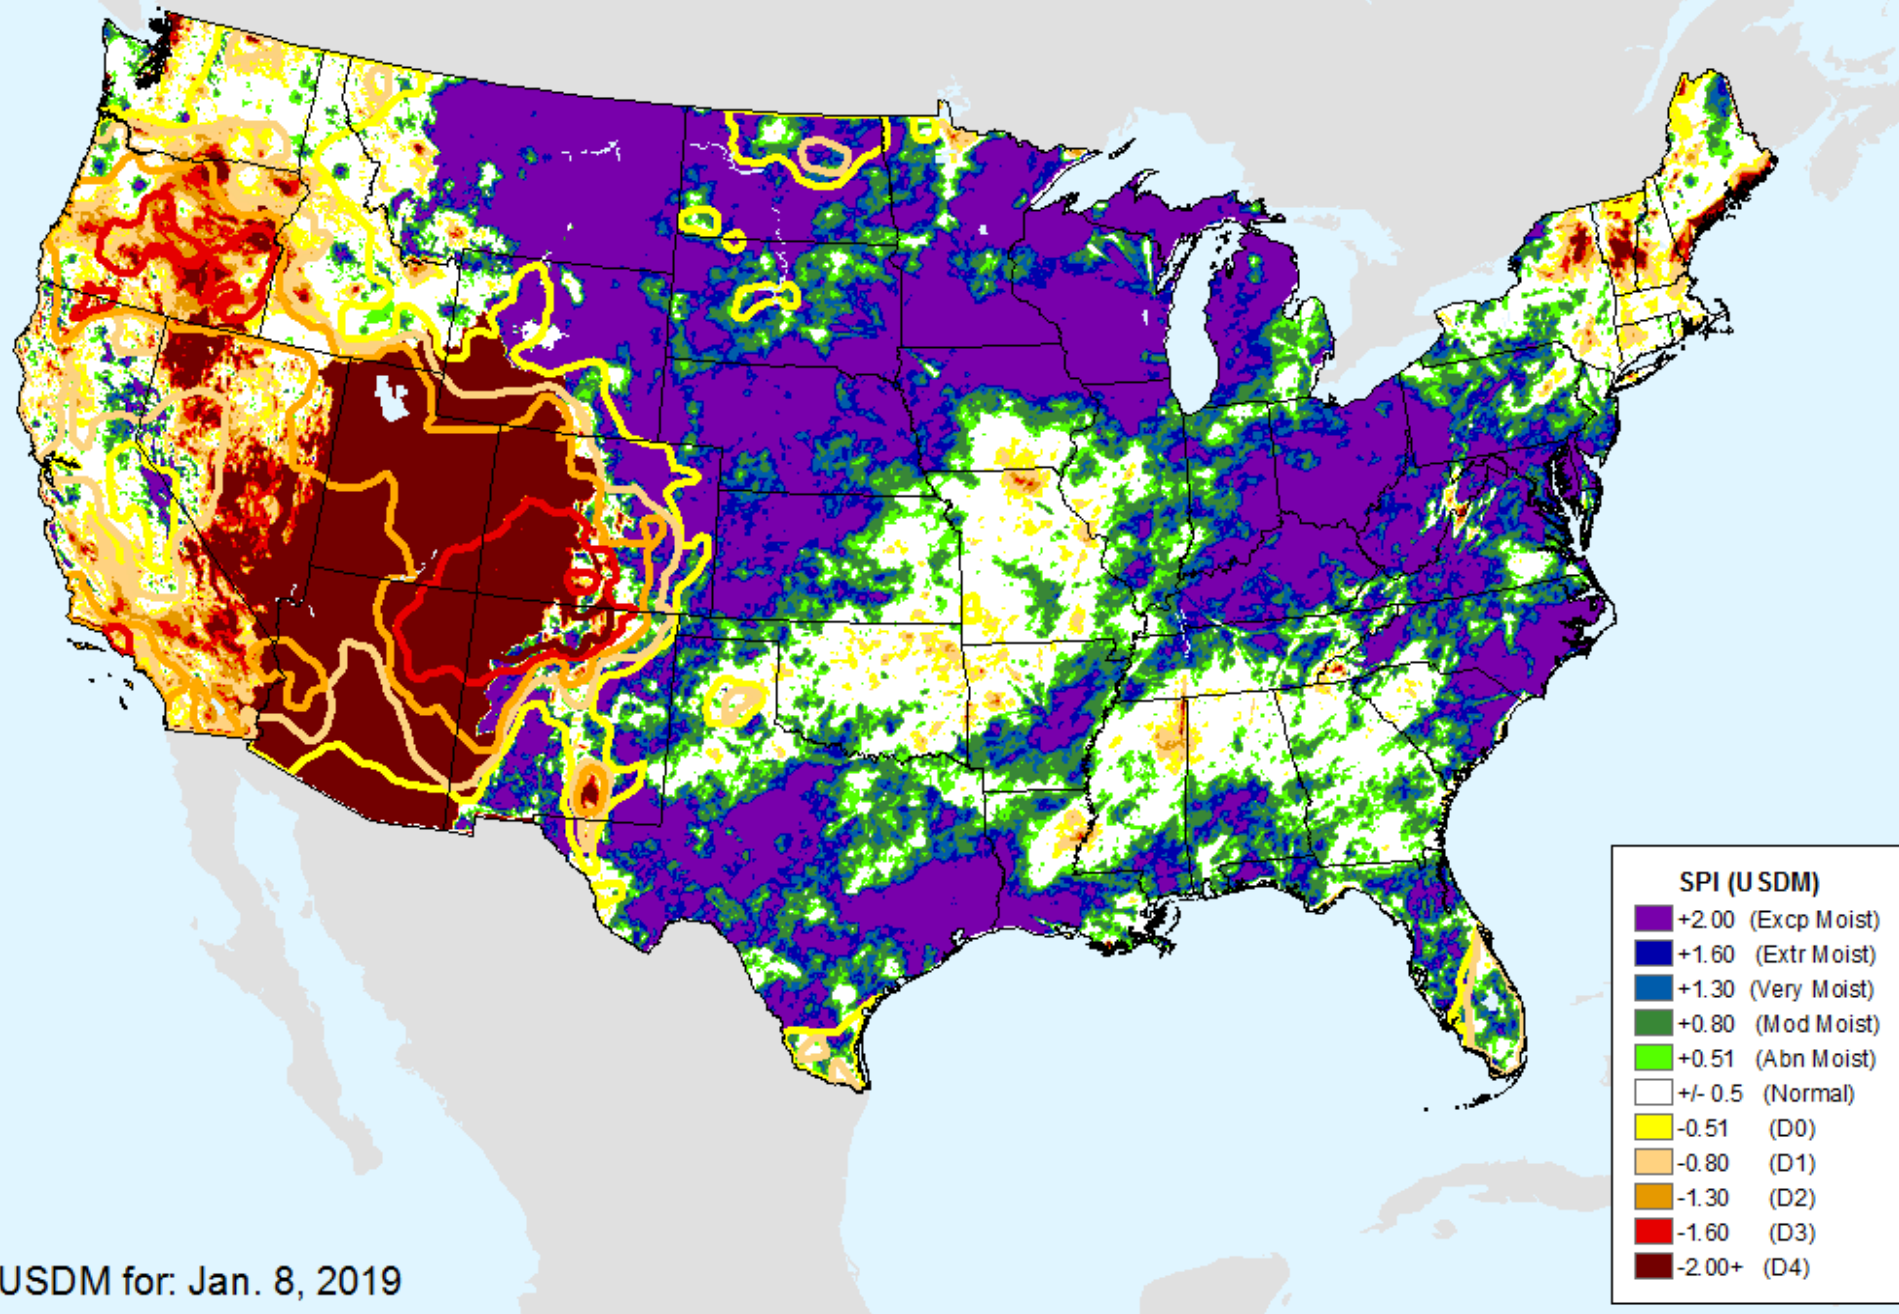 SPI (USDM)
+2.00 (Excp Moist)
+1.60 (Extr Moist)
+1.30 (Very Moist)
+0.80 (Mod Moist)
+0.51 (Abn Moist)
+/- 0.5 (Normal)
-0.51 (D0)
-0.80 (D1)
-1.30 (D2)
-1.60 (D3)
-2.00+ (D4)
USDM for: Jan. 8, 2019